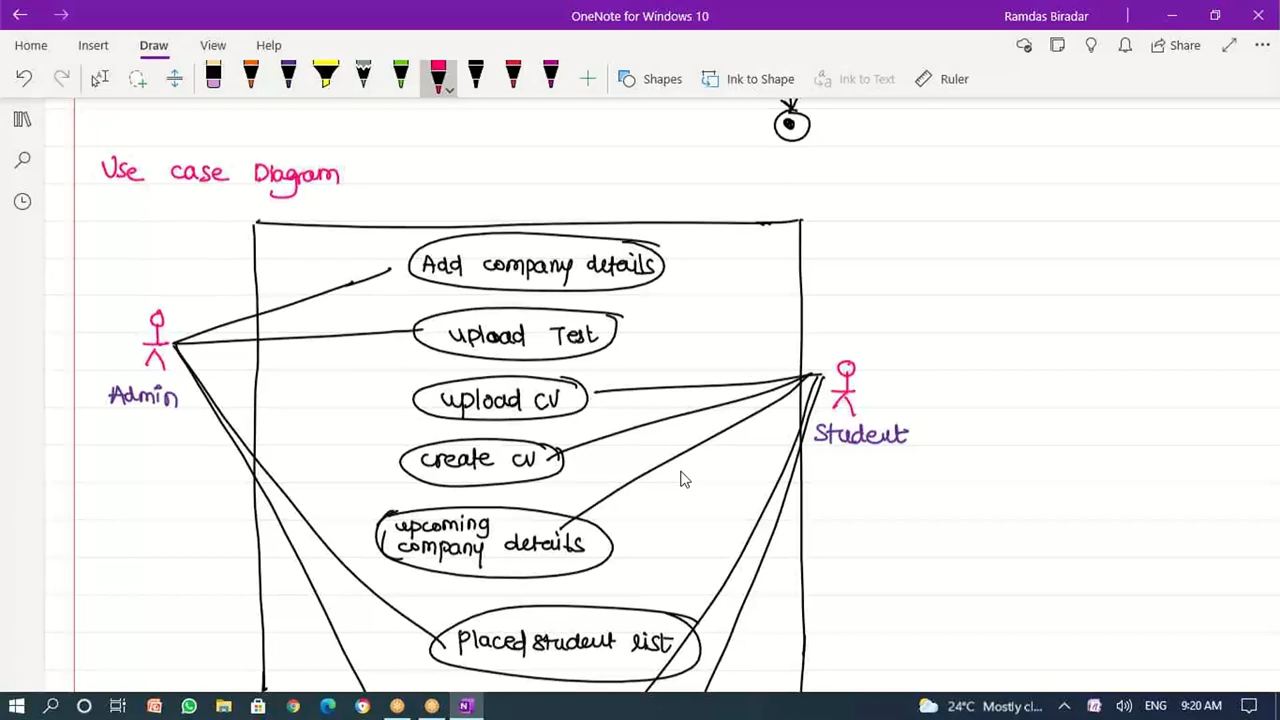 OneNote for Windows 10
Ramdas Biradar
Home Insert Draw View Help
Share
Shapes Ink to Shape Ink to Text Ruler
Use case Diagram
Add company details
upload Test
upload cv
create cv
upcoming
company details
placed student list
Admin
Student
24°C Mostly cl... ENG 9:20 AM